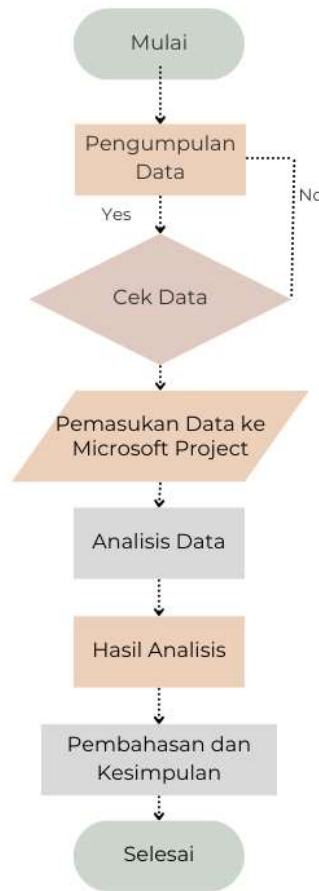 Mulai
Pengumpulan
Data
No
Yes
Cek Data
Pemasukan Data ke
Microsoft Project
Analisis Data
Hasil Analisis
Pembahasan dan
Kesimpulan
Selesai